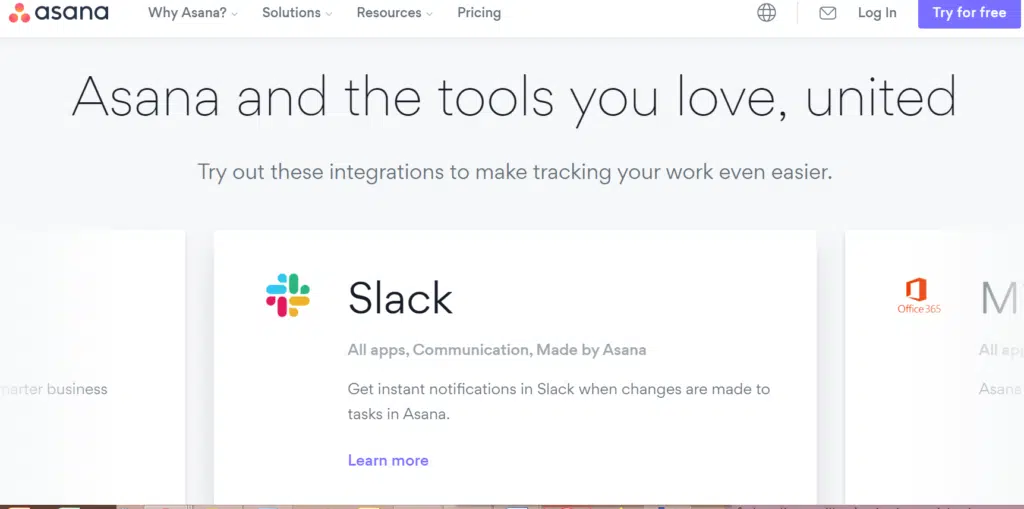 asana
Why Asana?
Solutions
Resources
Pricing
Log In
Try for free
Asana and the tools you love, united
Try out these integrations to make tracking your work even easier.
business
Slack
All apps, Communication, Made by Asana
Get instant notifications in Slack when changes are made to
tasks in Asana.
Learn more
Office 365
All
Asana